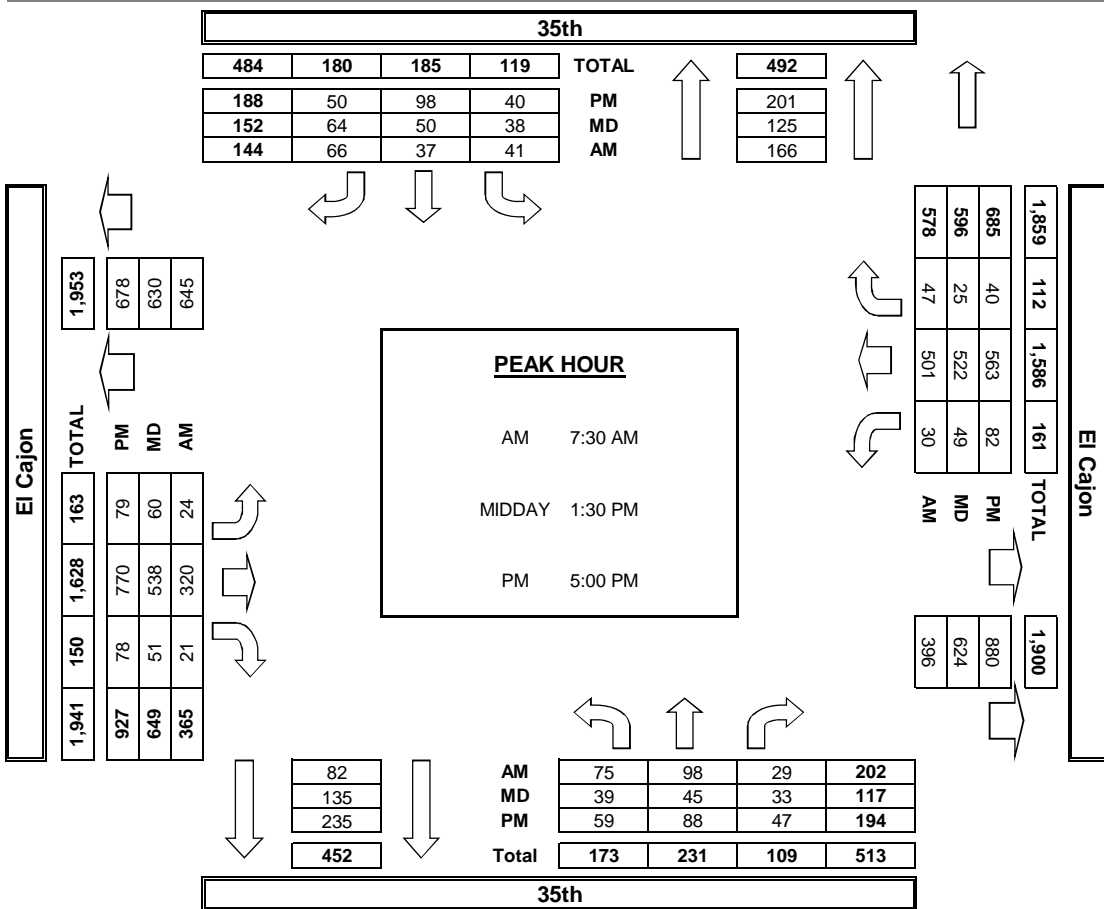 35th
484 180 185 119 TOTAL 492
188 50 98 40 PM 201
152 64 50 38 MD 125
144 66 37 41 AM 166
El Cajon
1,953
678
630
645
TOTAL PM MD AM
163 79 60 24
1,628 770 538 320
150 78 51 21
1,941 927 649 365
PEAK HOUR
AM 7:30 AM
MIDDAY 1:30 PM
PM 5:00 PM
578 596 685 1,859
47 25 40 112
501 522 563 1,586
30 49 82 161
AM MD PM TOTAL
396 624 880 1,900
El Cajon
82 AM 75 98 29 202
135 MD 39 45 33 117
235 PM 59 88 47 194
452 Total 173 231 109 513
35th